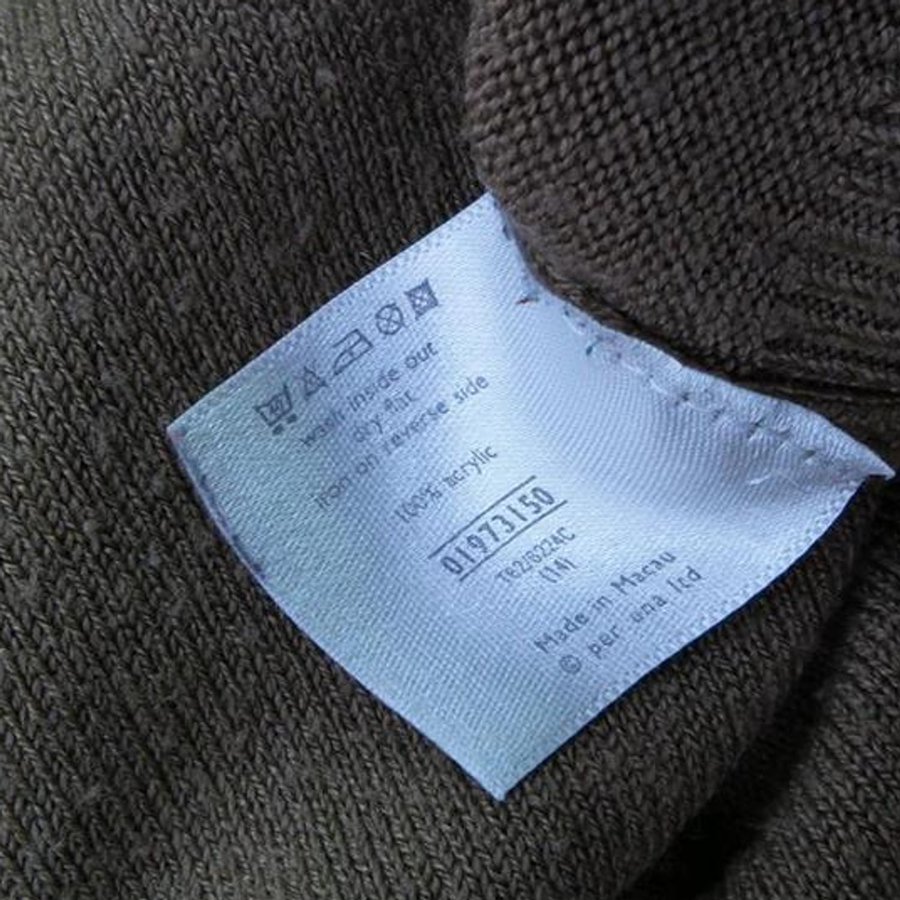 wash inside out
dry flat
iron on reverse side
100% acrylic
01973150
T62/8224C
(14)
Made in Macau
© per una ltd